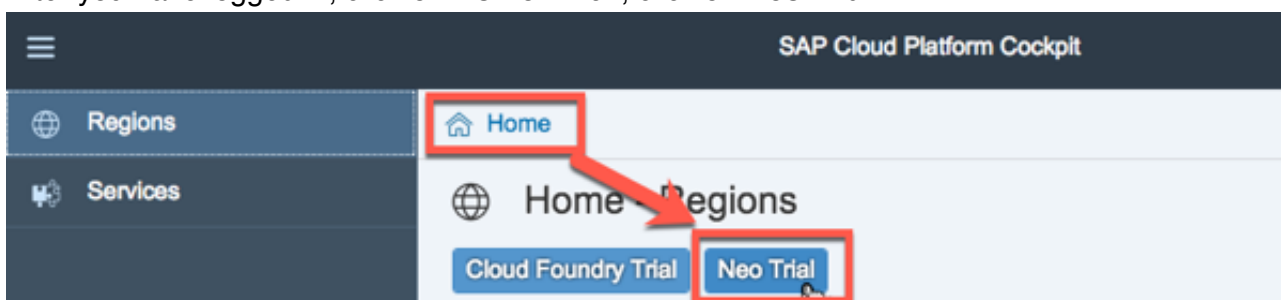 SAP Cloud Platform Cockpit
Regions
Home
Services
Home - Regions
Cloud Foundry Trial
Neo Trial